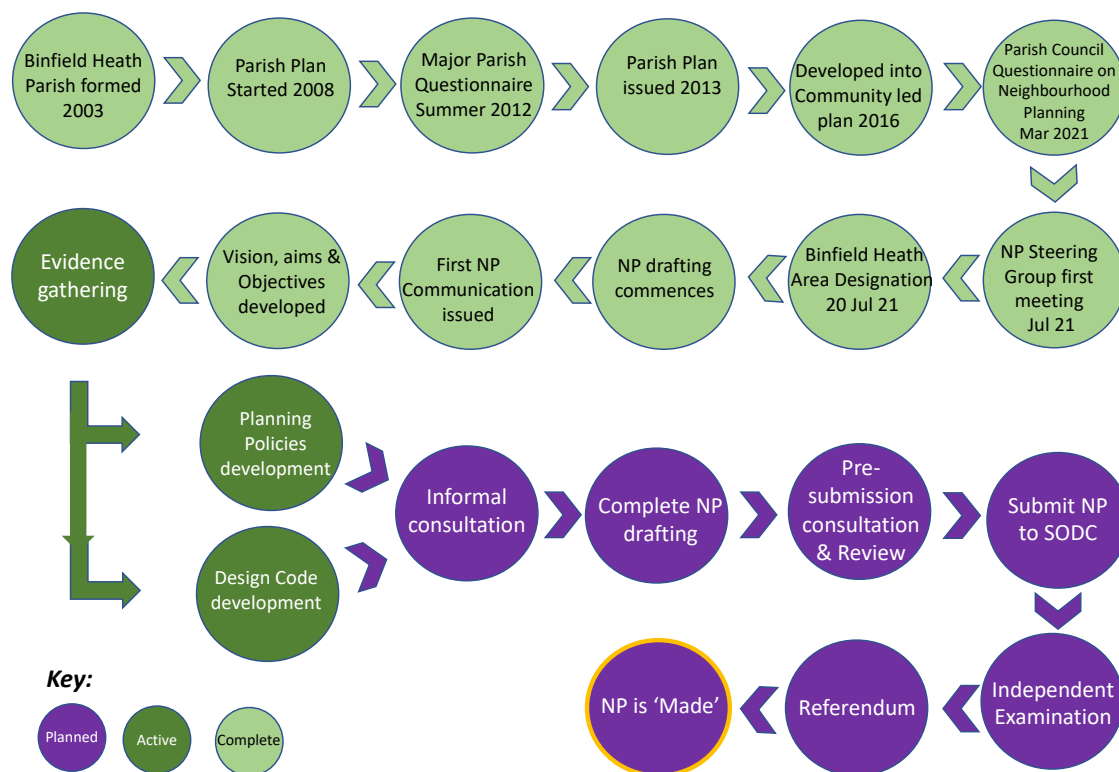 Binfield Heath
Parish formed
2003
Parish Plan
Started 2008
Major Parish
Questionnaire
Summer 2012
Parish Plan
issued 2013
Developed into
Community led
plan 2016
Parish Council
Questionnaire on
Neighbourhood
Planning
Mar 2021
Evidence
gathering
Vision, aims &
Objectives
developed
First NP
Communication
issued
NP drafting
commences
Binfield Heath
Area Designation
20 Jul 21
NP Steering
Group first
meeting
Jul 21
Planning
Policies
development
Design Code
development
Informal
consultation
Complete NP
drafting
Pre-
submission
consultation
& Review
Submit NP
to SODC
NP is ‘Made’
Referendum
Independent
Examination
Key:
Planned
Active
Complete